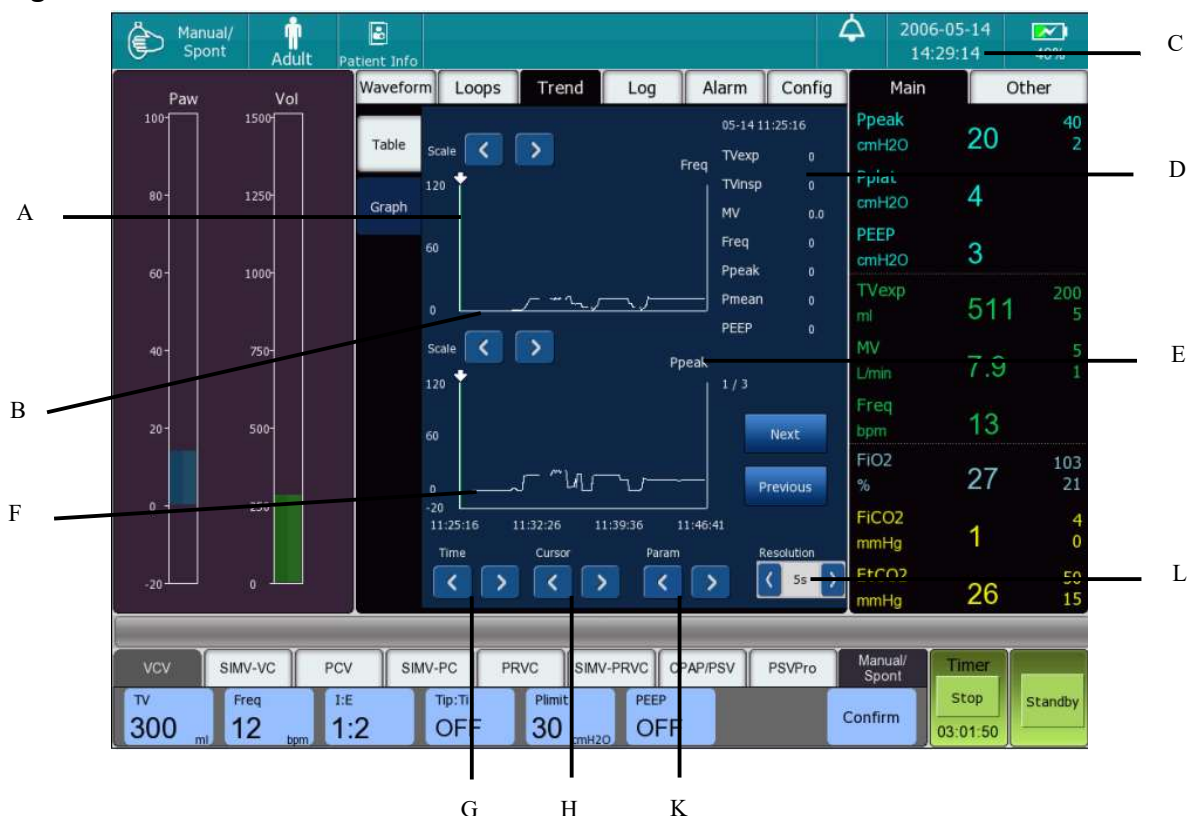 Manual/
Spont
Adult
Patient Info
2006-05-14
14:29:14
C
Paw
Vol
100
80
60
40
20
0
-20
1500
1250
1000
750
500
250
0
Waveform Loops Trend Log Alarm Config
Table
Graph
Scale
Freq
120
60
0
Scale
Ppeak
120
60
0
-20
11:25:16 11:32:26 11:39:36 11:46:41
05-14 11:25:16
TVexp 0
TVinsp 0
MV 0.0
Freq 0
Ppeak 0
Pmean 0
PEEP 0
1 / 3
Next
Previous
Time Cursor Param Resolution
5s
Main Other
Ppeak 40
cmH2O 20 2
Pplat
cmH2O 4
PEEP
cmH2O 3
TVexp 200
ml 511 5
MV 5
L/min 7.9 1
Freq
bpm 13
FiO2 103
% 27 21
FiCO2 4
mmHg 1 0
EtCO2 50
mmHg 26 15
A
B
F
D
E
L
VCV SIMV-VC PCV SIMV-PC PRVC SIMV-PRVC CPAP/PSV PSVPro Manual/
Spont
TV Freq I:E Plimit PEEP
300 ml 12 bpm 1:2 OFF 30 cmH2O OFF
Confirm
Timer
Stop
03:01:50
Standby
G H K